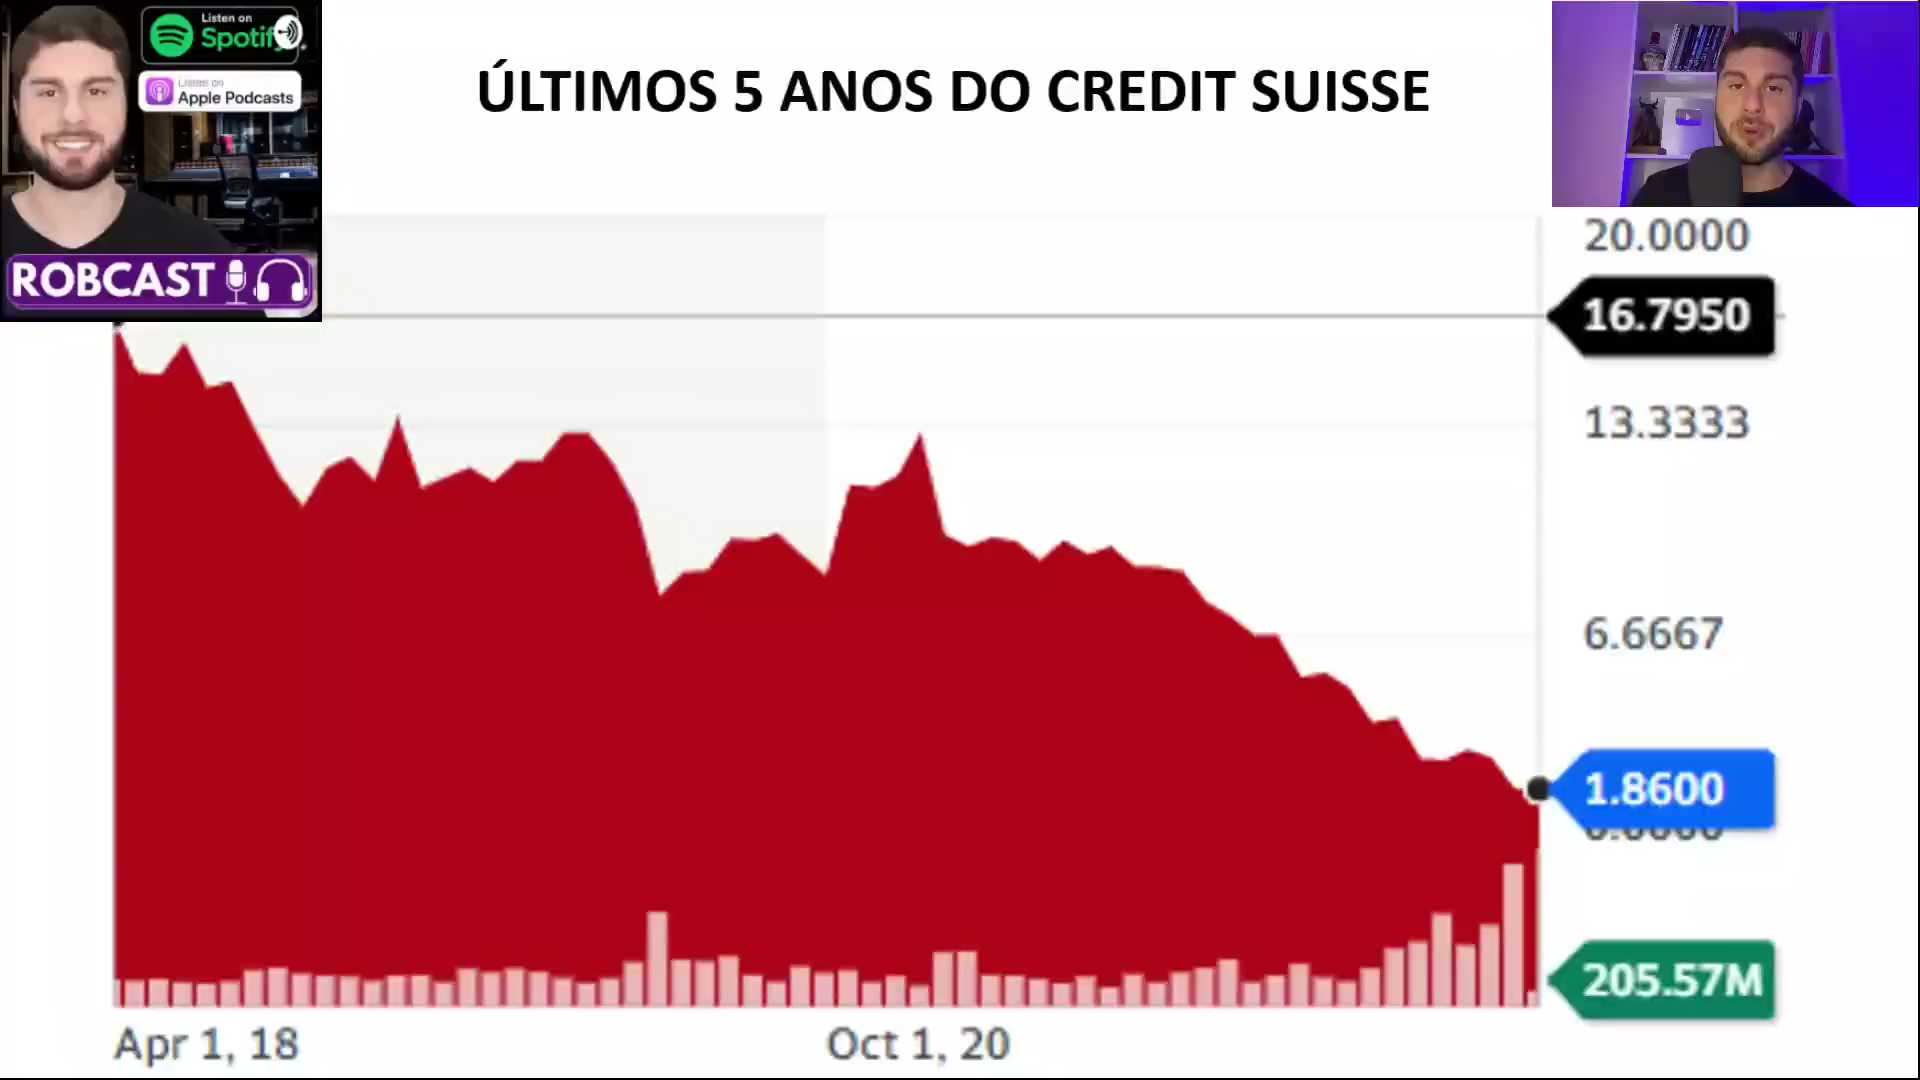 Listen on
Spotify
Listen on
Apple Podcasts
ROBCAST
ÚLTIMOS 5 ANOS DO CREDIT SUISSE
20.0000
16.7950
13.3333
6.6667
1.8600
205.57M
Apr 1, 18
Oct 1, 20